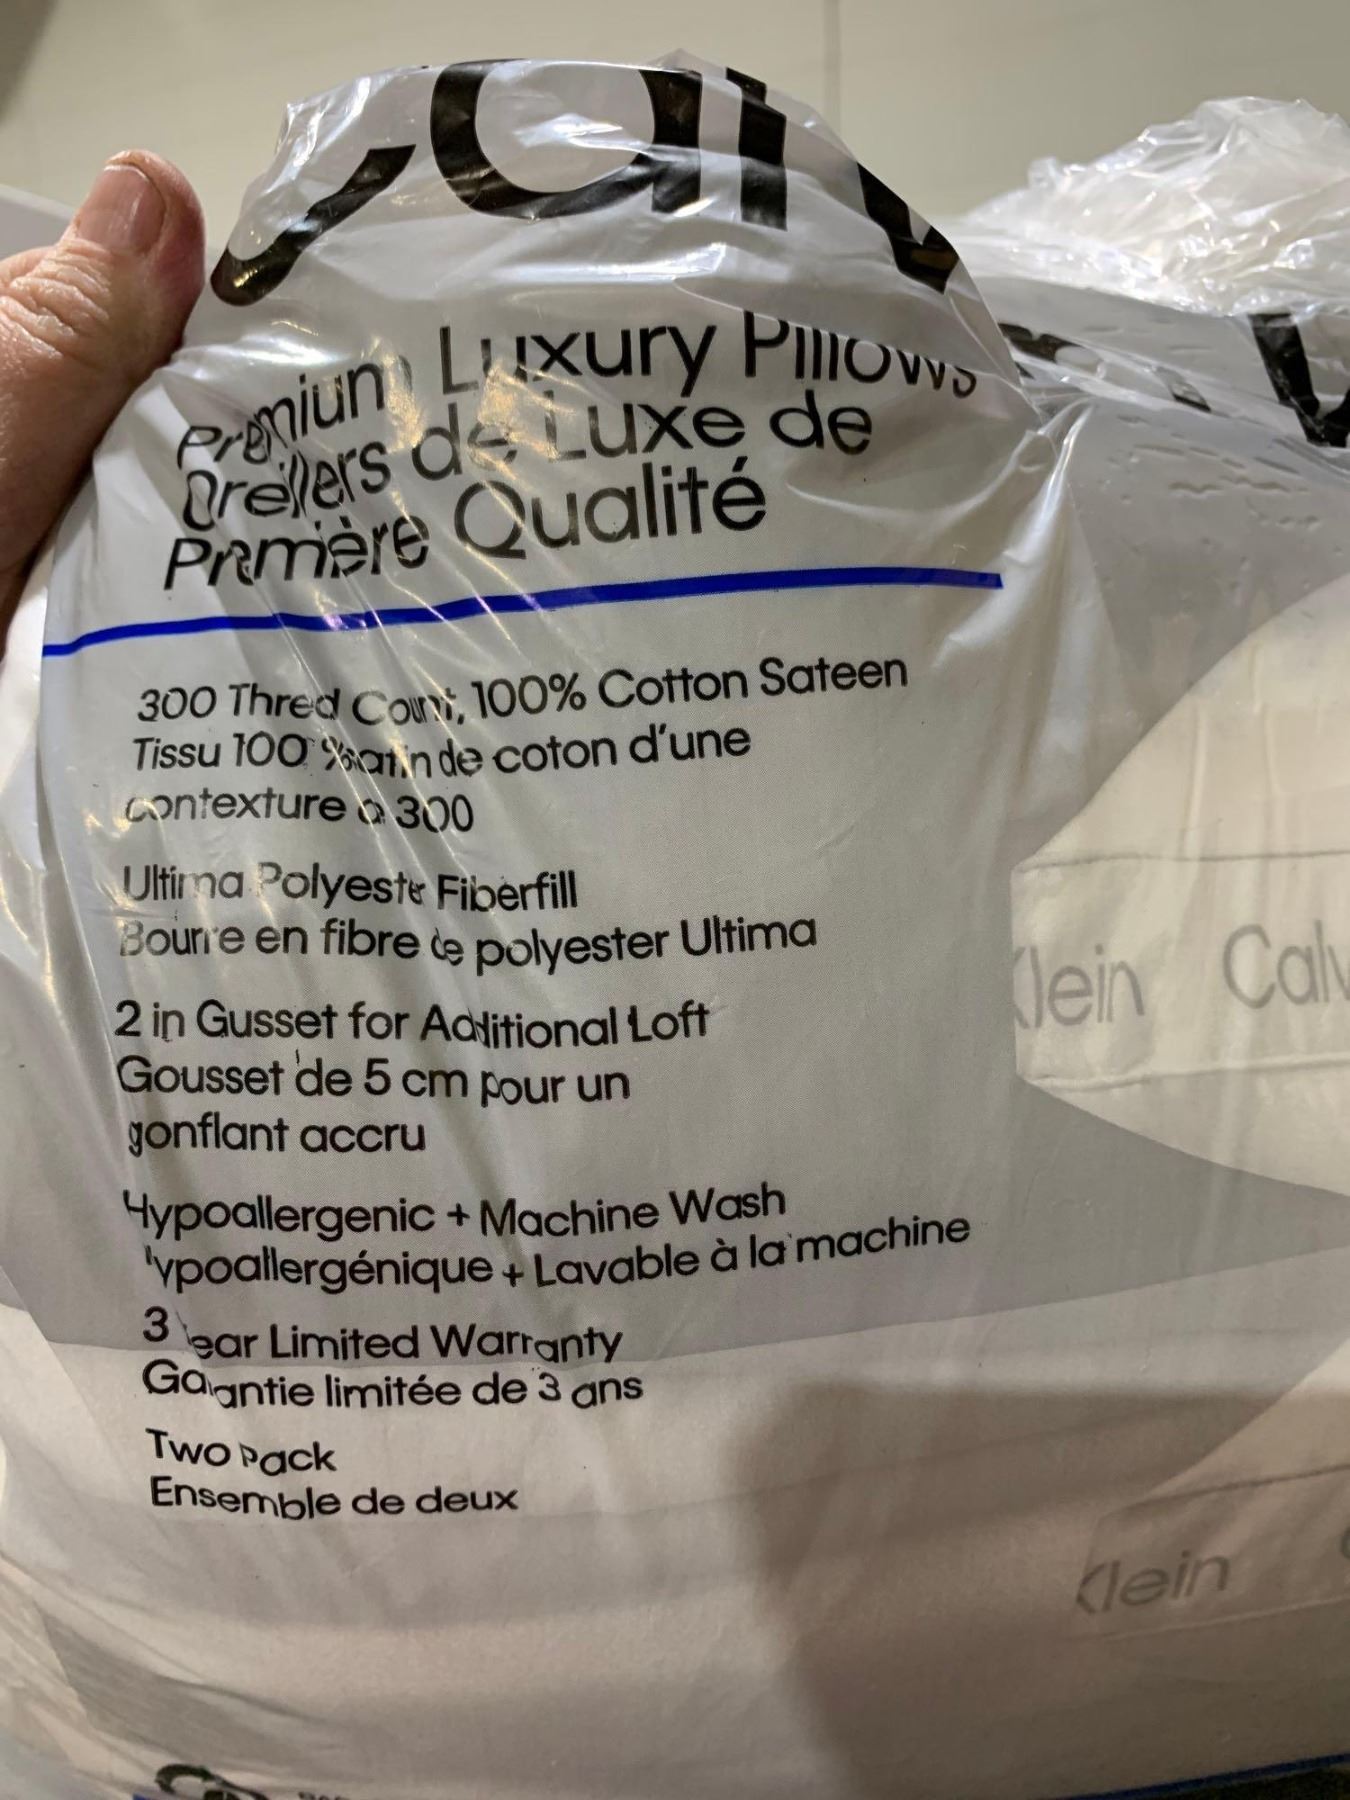 Calv
Premium Luxury Pillows
Oreillers de Luxe de
Première Qualité
300 Thread Count, 100% Cotton Sateen
Tissu 100 % satin de coton d'une
contexture à 300
Ultima Polyester Fiberfill
Bourre en fibre de polyester Ultima
2 in Gusset for Additional Loft
Gousset de 5 cm pour un
gonflant accru
Hypoallergenic + Machine Wash
Hypoallergénique + Lavable à la machine
3 Year Limited Warranty
Garantie limitée de 3 ans
Two Pack
Ensemble de deux
Klein Calv
Klein